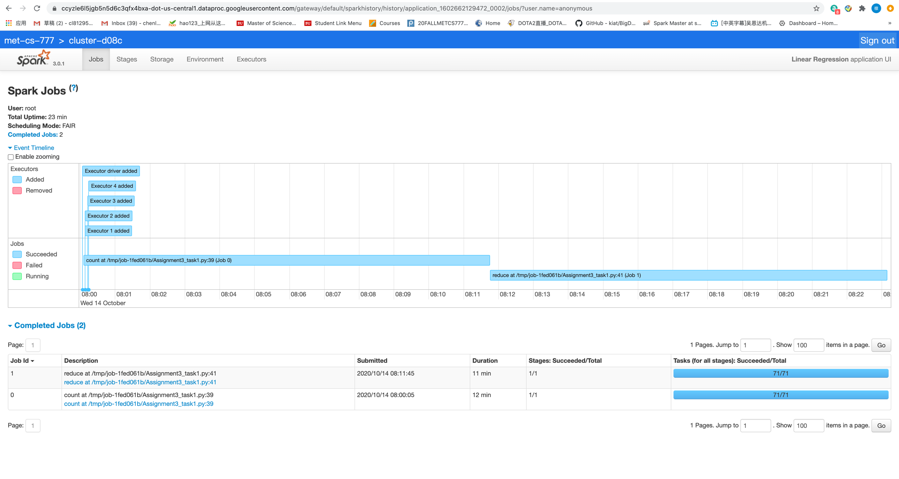 ccyzle6l5jgb5n5d6c3qfx4bxa-dot-us-central1.dataproc.googleusercontent.com/gateway/default/sparkhistory/history/application_1602662129472_0002/jobs/?user.name=anonymous
应用 草稿 (2) - cl81295... Inbox (39) - chenl... hao123_上网从这... Master of Science... Student Link Menu Courses 20FALLMETCS777... Home DOTA2直播_DOTA... GitHub - kiat/BigD... Spark Master at s... [中英字幕]吴恩达机... Dashboard – Hom... »
met-cs-777 > cluster-d08c Sign out
APACHE Spark 3.0.1 Jobs Stages Storage Environment Executors Linear Regression application UI
Spark Jobs (?)
User: root
Total Uptime: 23 min
Scheduling Mode: FAIR
Completed Jobs: 2
Event Timeline
Enable zooming
Executors
Added
Removed
Executor driver added
Executor 4 added
Executor 3 added
Executor 2 added
Executor 1 added
Jobs
Succeeded
Failed
Running
count at /tmp/job-1fed061b/Assignment3_task1.py:39 (Job 0)
reduce at /tmp/job-1fed061b/Assignment3_task1.py:41 (Job 1)
08:00 08:01 08:02 08:03 08:04 08:05 08:06 08:07 08:08 08:09 08:10 08:11 08:12 08:13 08:14 08:15 08:16 08:17 08:18 08:19 08:20 08:21 08:22 08:
Wed 14 October
Completed Jobs (2)
Page: 1 1 Pages. Jump to 1 . Show 100 items in a page. Go
Job Id Description Submitted Duration Stages: Succeeded/Total Tasks (for all stages): Succeeded/Total
1 reduce at /tmp/job-1fed061b/Assignment3_task1.py:41 2020/10/14 08:11:45 11 min 1/1 71/71
reduce at /tmp/job-1fed061b/Assignment3_task1.py:41
0 count at /tmp/job-1fed061b/Assignment3_task1.py:39 2020/10/14 08:00:05 12 min 1/1 71/71
count at /tmp/job-1fed061b/Assignment3_task1.py:39
Page: 1 1 Pages. Jump to 1 . Show 100 items in a page. Go